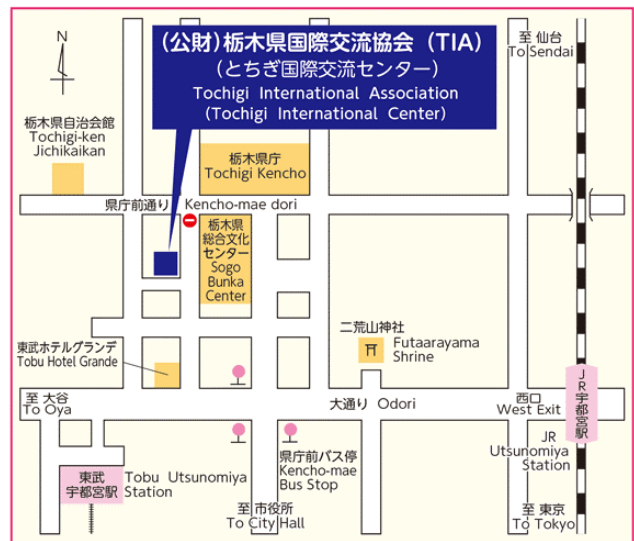 N
(公財)栃木県国際交流協会（TIA）
(とちぎ国際交流センター)
Tochigi International Association
(Tochigi International Center)
至 仙台
To Sendai
栃木県自治会館
Tochigi-ken
Jichikaikan
栃木県庁
Tochigi Kencho
県庁前通り Kencho-mae dori
栃木県
総合文化
センター
Sogo
Bunka
Center
東武ホテルグランデ
Tobu Hotel Grande
二荒山神社
Futaarayama
Shrine
至 大谷
To Oya
大通り Odori
西口
West Exit
JR宇都宮駅
JR
Utsunomiya
Station
県庁前バス停
Kencho-mae
Bus Stop
東武
宇都宮駅
Tobu Utsunomiya
Station
至 市役所
To City Hall
至 東京
To Tokyo